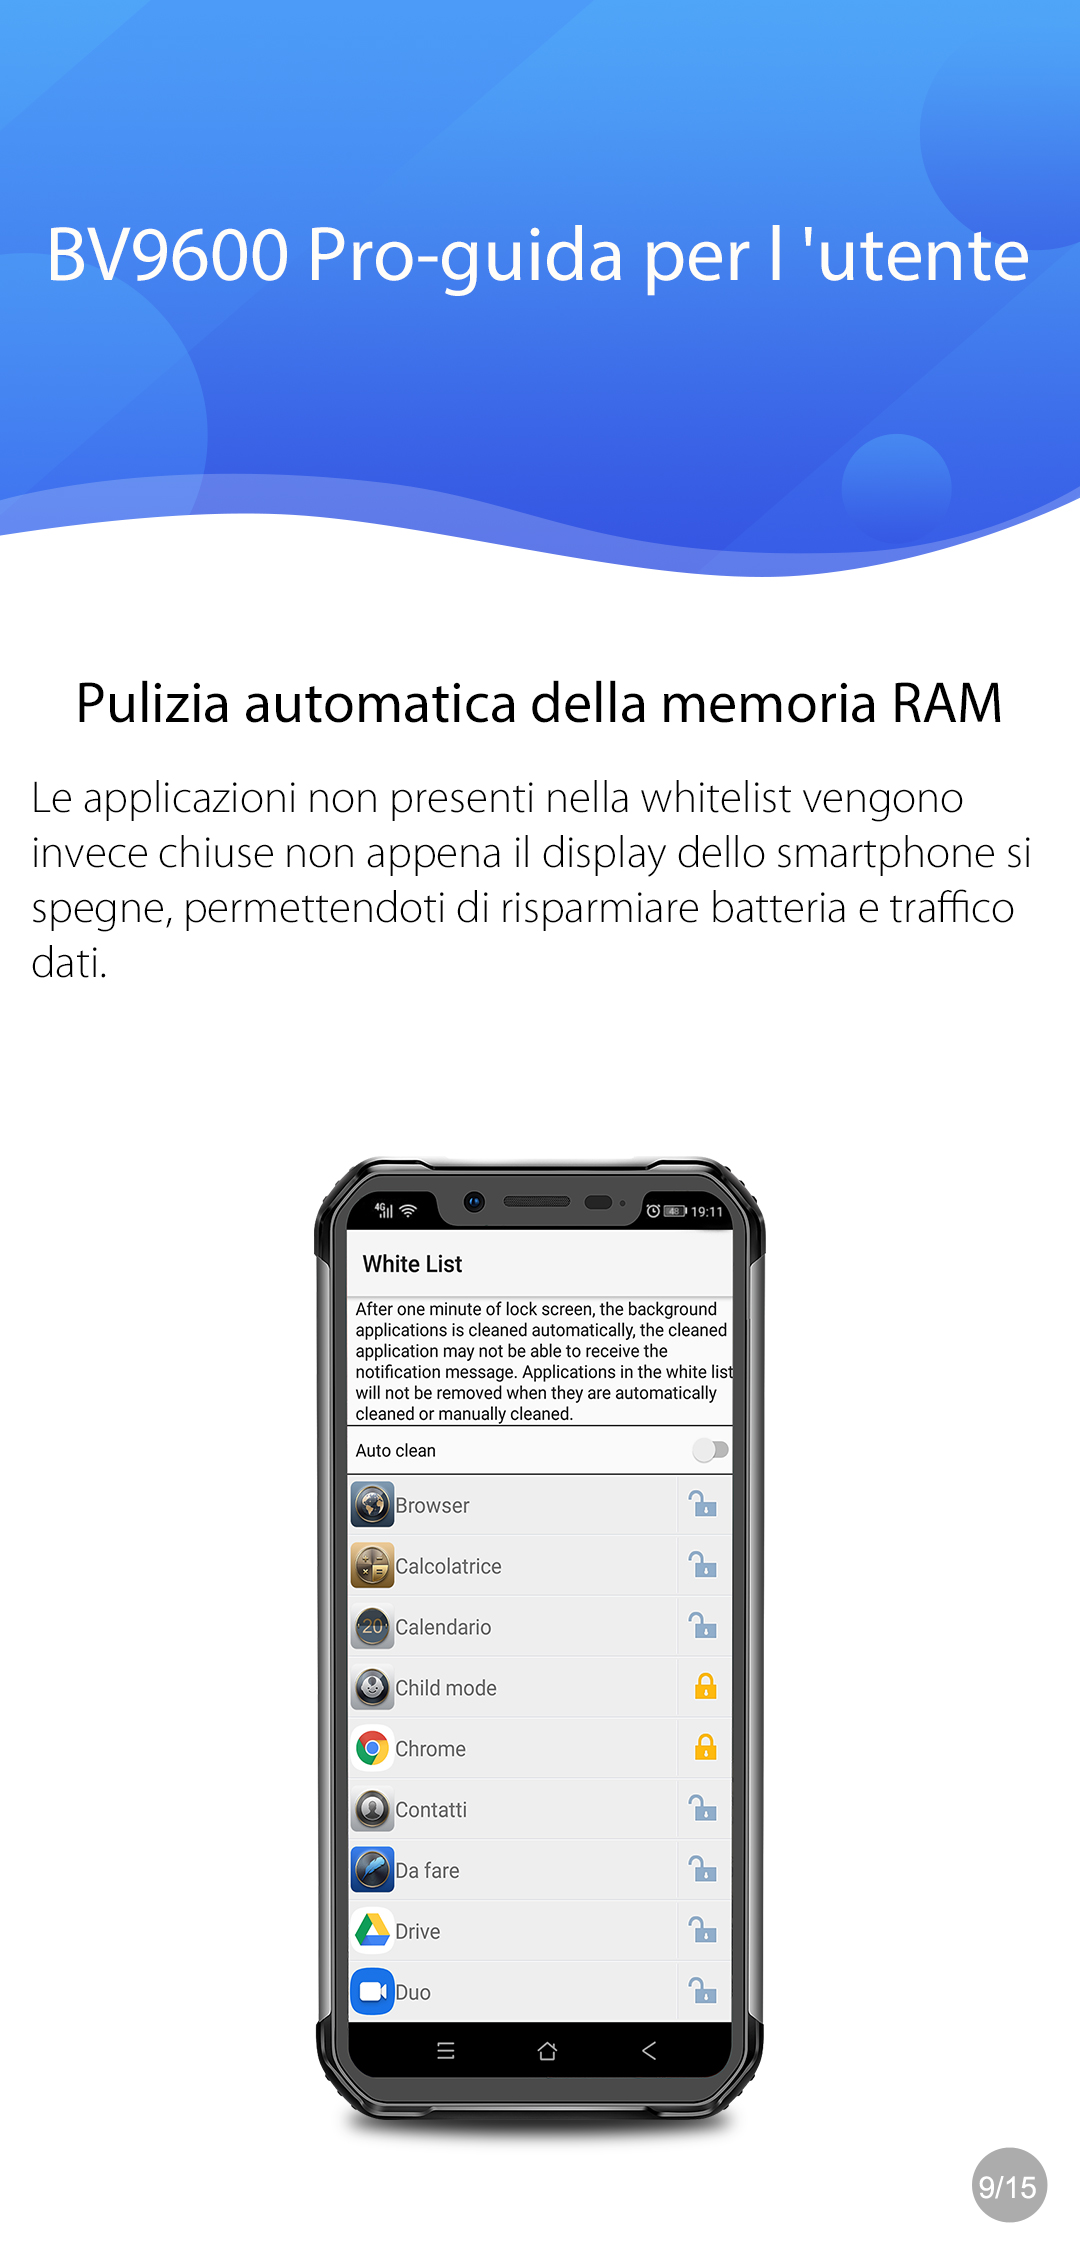 BV9600 Pro-guida per l 'utente
Pulizia automatica della memoria RAM
Le applicazioni non presenti nella whitelist vengono
invece chiuse non appena il display dello smartphone si
spegne, permettendoti di risparmiare batteria e traffico
dati.
4G 48 19:11
White List
After one minute of lock screen, the background
applications is cleaned automatically, the cleaned
application may not be able to receive the
notification message. Applications in the white list
will not be removed when they are automatically
cleaned or manually cleaned.
Auto clean
Browser
Calcolatrice
20 Calendario
Child mode
Chrome
Contatti
Da fare
Drive
Duo
9/15